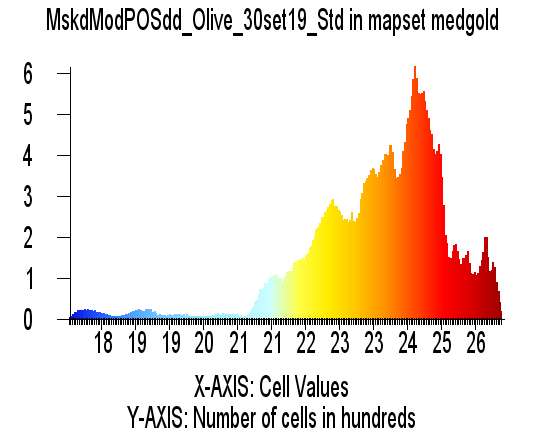 MskdModPOSdd_Olive_30set19_Std in mapset medgold
6
5
4
3
2
1
0
18 19 19 20 21 21 22 23 23 24 25 26
X-AXIS: Cell Values
Y-AXIS: Number of cells in hundreds